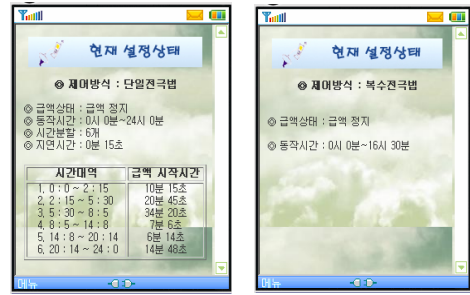 현재 설정상태
◎ 제어방식 : 단일전극법
◎ 급액상태 : 급액 정지
◎ 동작시간 : 0시 0분~24시 0분
◎ 시간분할 : 6개
◎ 지연시간 : 0분 15초
시간대역 급액 시작시간
1, 0 : 0 ~ 2 : 15 10분 15초
2, 2 : 15 ~ 5 : 30 20분 45초
3, 5 : 30 ~ 8 : 5 34분 20초
4, 8 : 5 ~ 14 : 8 7분 6초
5, 14 : 8 ~ 20 : 14 6분 14초
6, 20 : 14 ~ 24 : 0 14분 48초
메뉴
현재 설정상태
◎ 제어방식 : 복수전극법
◎ 급액상태 : 급액 정지
◎ 동작시간 : 0시 0분~16시 30분
메뉴